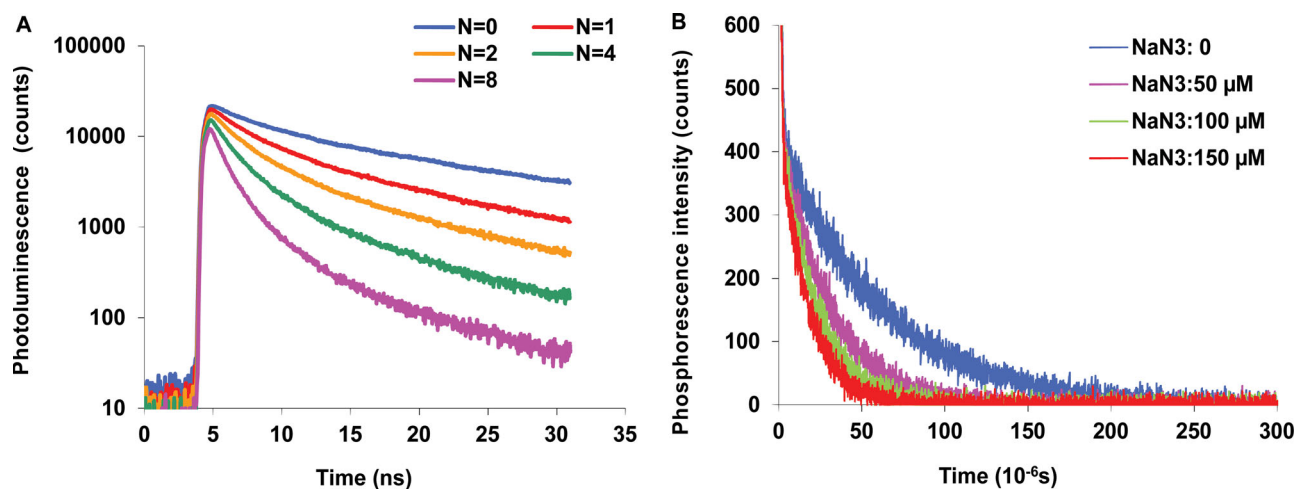 A
N=0 N=1
N=2 N=4
N=8
Photoluminescence (counts)
100000
10000
1000
100
10
0 5 10 15 20 25 30 35
Time (ns)
B
NaN3: 0
NaN3:50 µM
NaN3:100 µM
NaN3:150 µM
Phosphorescence intensity (counts)
600
500
400
300
200
100
0
0 50 100 150 200 250 300
Time (10⁻⁶s)